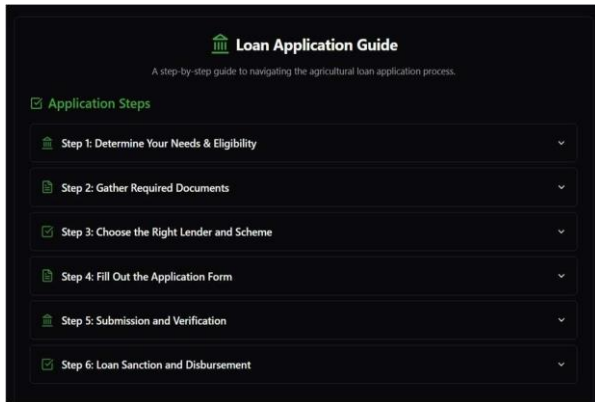 Loan Application Guide
A step-by-step guide to navigating the agricultural loan application process.
Application Steps
Step 1: Determine Your Needs & Eligibility
Step 2: Gather Required Documents
Step 3: Choose the Right Lender and Scheme
Step 4: Fill Out the Application Form
Step 5: Submission and Verification
Step 6: Loan Sanction and Disbursement